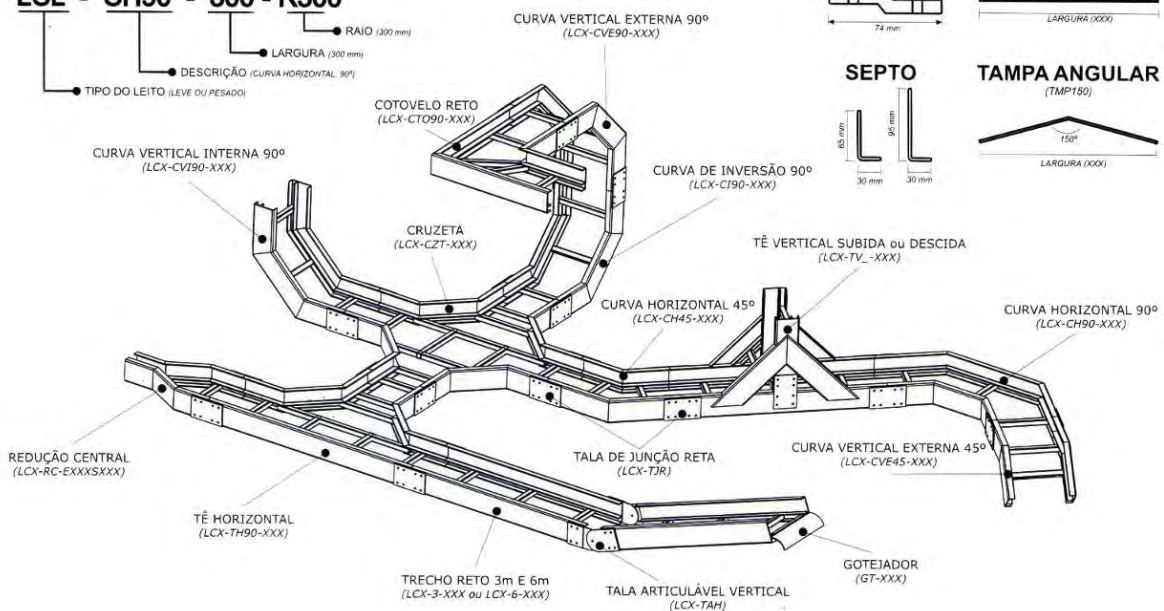 LCL - CH90 - 300 - R300
RAIO (300 mm)
LARGURA (300 mm)
DESCRIÇÃO (CURVA HORIZONTAL 90º)
TIPO DO LEITO (LEVE OU PESADO)
CURVA VERTICAL EXTERNA 90º
(LCX-CVE90-XXX)
74 mm
LARGURA (XXX)
SEPTO
65 mm
95 mm
30 mm
30 mm
TAMPA ANGULAR
(TMP150)
150º
LARGURA (XXX)
COTOVELO RETO
(LCX-CTO90-XXX)
CURVA VERTICAL INTERNA 90º
(LCX-CVI90-XXX)
CURVA DE INVERSÃO 90º
(LCX-CI90-XXX)
CRUZETA
(LCX-CZT-XXX)
TÊ VERTICAL SUBIDA ou DESCIDA
(LCX-TV_-XXX)
CURVA HORIZONTAL 45º
(LCX-CH45-XXX)
CURVA HORIZONTAL 90º
(LCX-CH90-XXX)
REDUÇÃO CENTRAL
(LCX-RC-EXXXSXXX)
TALA DE JUNÇÃO RETA
(LCX-TJR)
CURVA VERTICAL EXTERNA 45º
(LCX-CVE45-XXX)
TÊ HORIZONTAL
(LCX-TH90-XXX)
TRECHO RETO 3m E 6m
(LCX-3-XXX ou LCX-6-XXX)
TALA ARTICULÁVEL VERTICAL
(LCX-TAH)
GOTEJADOR
(GT-XXX)